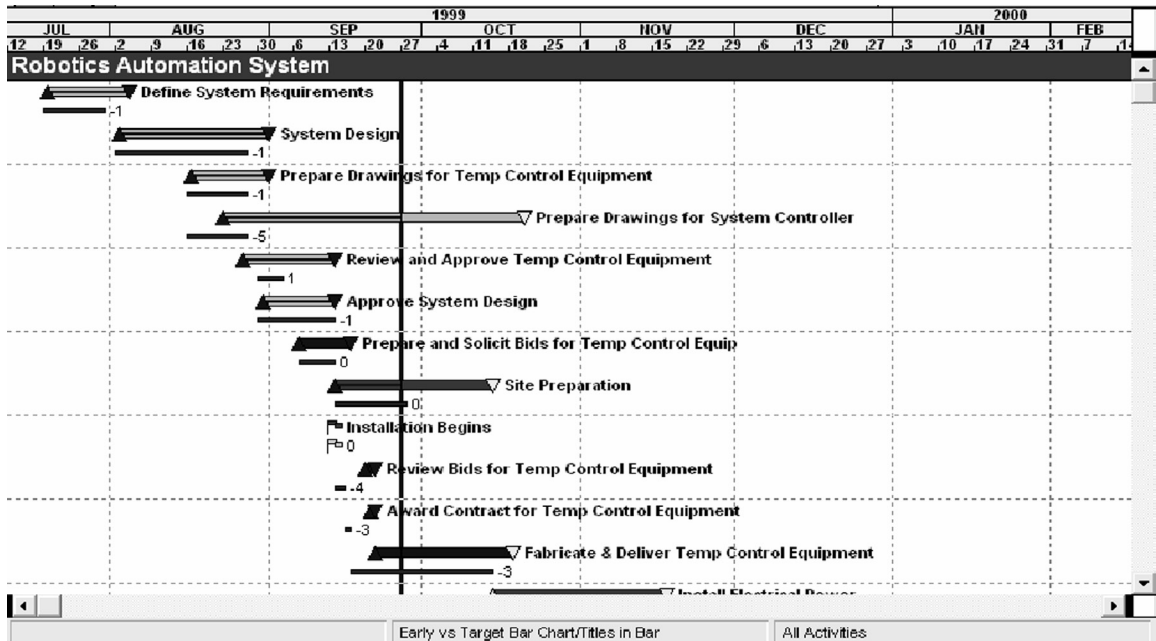 1999 2000
JUL AUG SEP OCT NOV DEC JAN FEB
12 19 26 2 9 16 23 30 6 13 20 27 4 11 18 25 1 8 15 22 29 6 13 20 27 3 10 17 24 31 7 14
Robotics Automation System
Define System Requirements
-1
System Design
-1
Prepare Drawings for Temp Control Equipment
-1
Prepare Drawings for System Controller
-5
Review and Approve Temp Control Equipment
1
Approve System Design
-1
Prepare and Solicit Bids for Temp Control Equip
0
Site Preparation
0
Installation Begins
0
Review Bids for Temp Control Equipment
-4
Award Contract for Temp Control Equipment
-3
Fabricate & Deliver Temp Control Equipment
-3
Install Electrical Power
Early vs Target Bar Chart/Titles in Bar All Activities